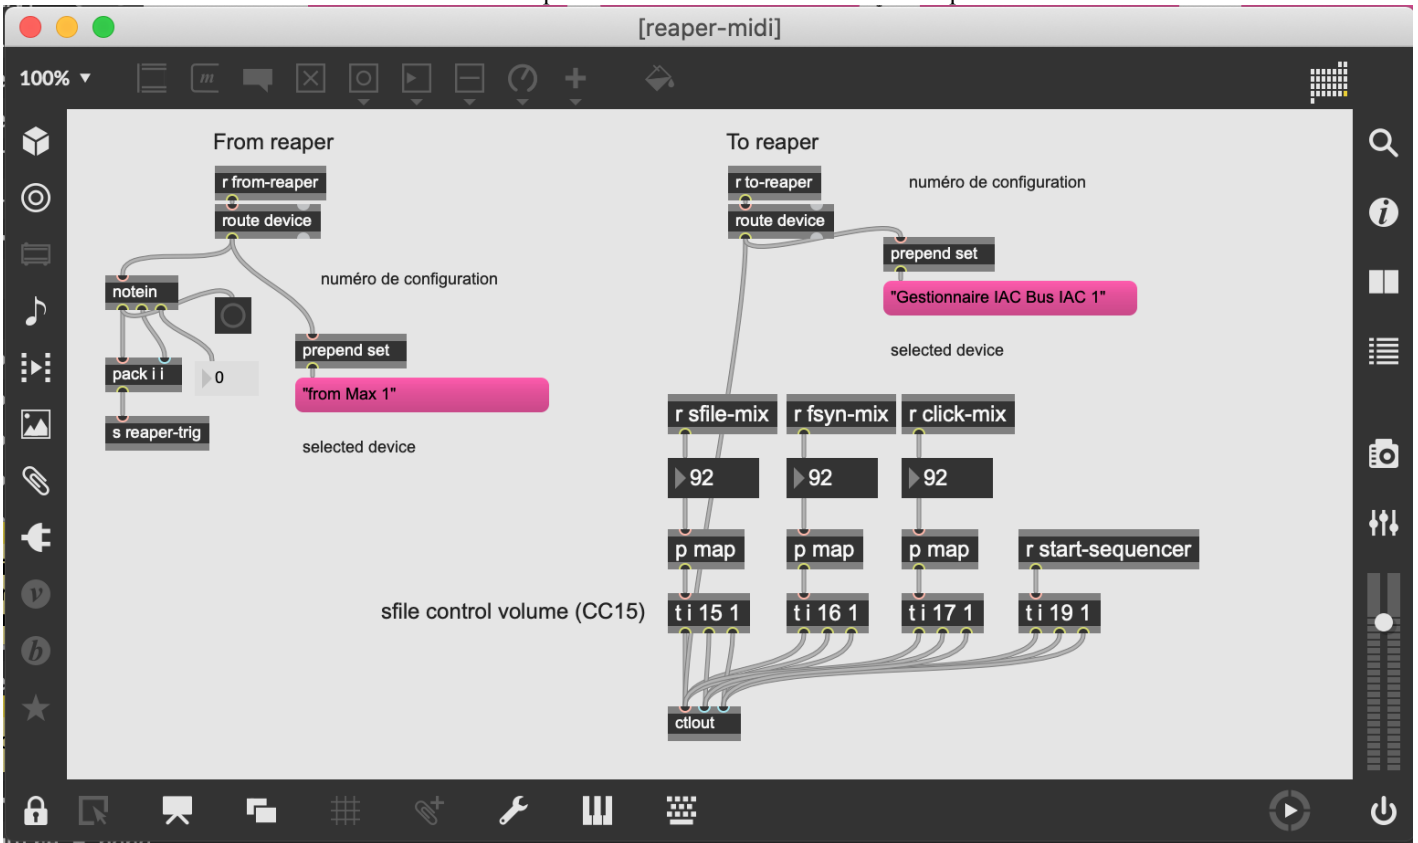 [reaper-midi]
100%
From reaper
To reaper
r from-reaper
r to-reaper
numéro de configuration
route device
route device
prepend set
notein
numéro de configuration
"Gestionnaire IAC Bus IAC 1"
prepend set
selected device
pack i i
0
"from Max 1"
r sfile-mix
r fsyn-mix
r click-mix
s reaper-trig
selected device
92
92
92
p map
p map
p map
r start-sequencer
sfile control volume (CC15)
t i 15 1
t i 16 1
t i 17 1
t i 19 1
ctlout